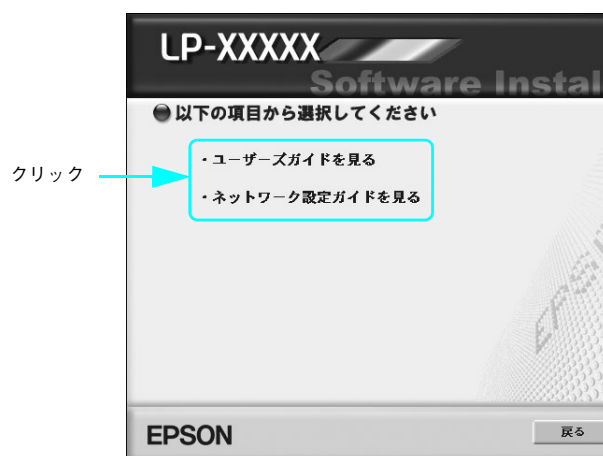 LP-XXXXX
Software Instal
以下の項目から選択してください
・ユーザーズガイドを見る
クリック
・ネットワーク設定ガイドを見る
EPSON
EPSON
戻る